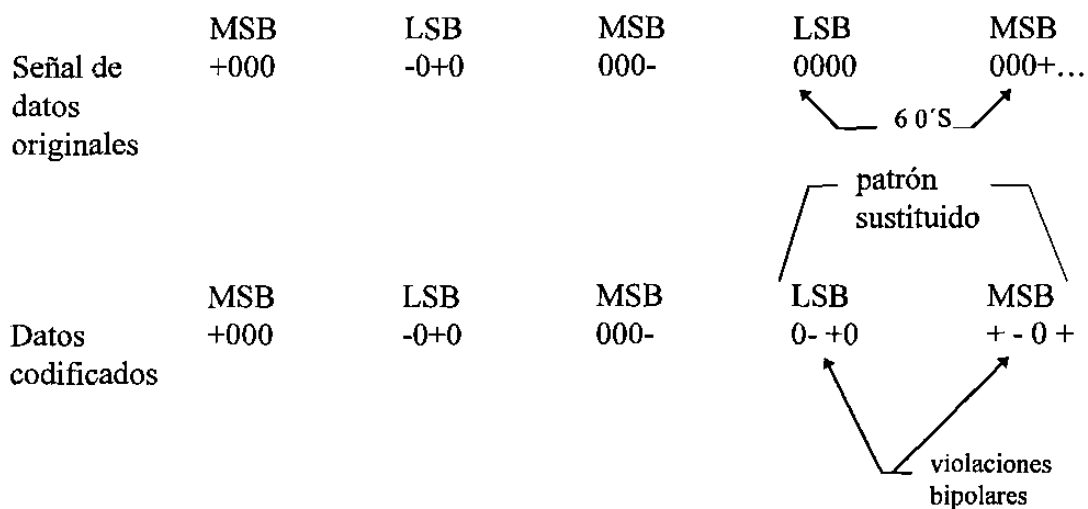 MSB LSB MSB LSB MSB
Señal de +000 -0+0 000- 0000 000+...
datos
originales
6 0´S
patrón
sustituido
MSB LSB MSB LSB MSB
Datos +000 -0+0 000- 0- +0 + - 0 +
codificados
violaciones
bipolares